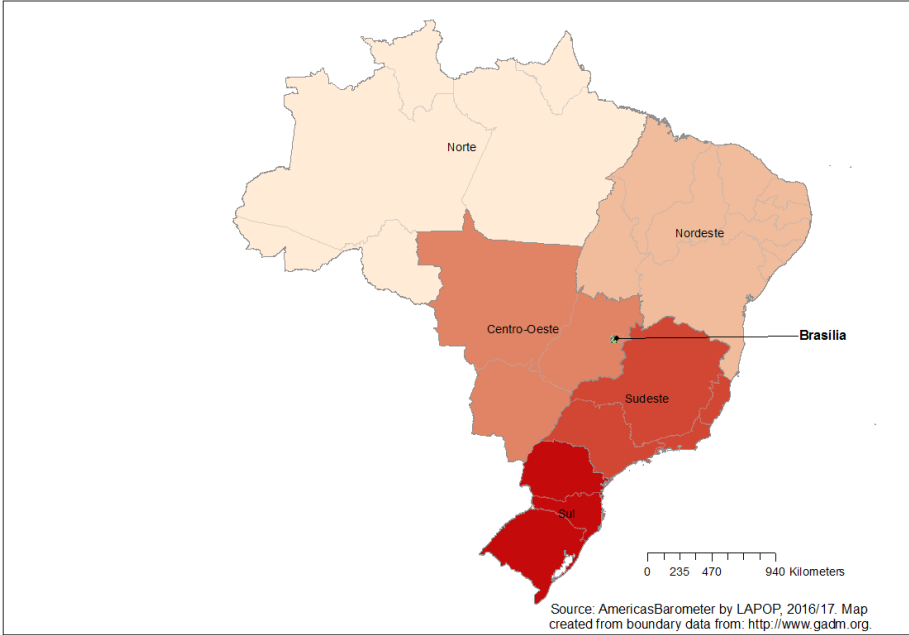 Norte
Nordeste
Centro-Oeste
Brasília
Sudeste
Sul
0 235 470 940 Kilometers
Source: AmericasBarometer by LAPOP, 2016/17. Map
created from boundary data from: http://www.gadm.org.